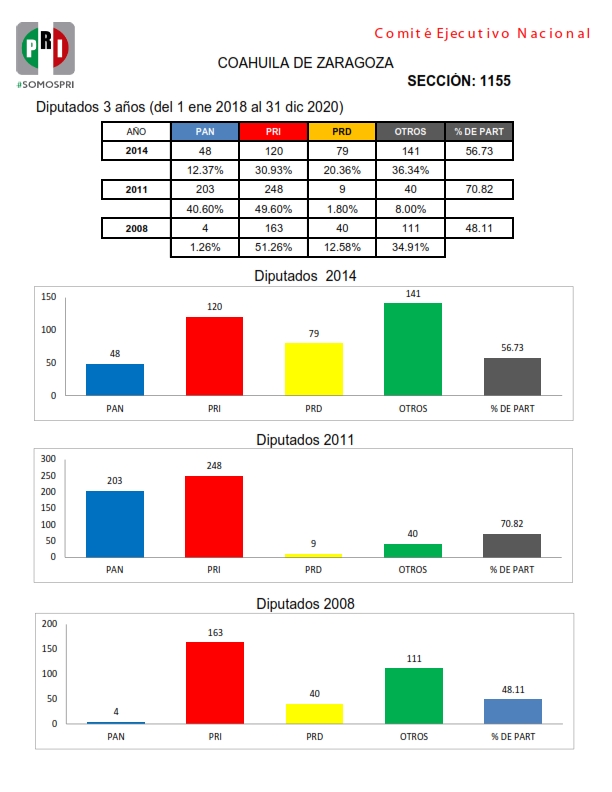 Comité Ejecutivo Nacional
PRI
#SOMOSPRI
COAHUILA DE ZARAGOZA
SECCIÓN: 1155
Diputados 3 años (del 1 ene 2018 al 31 dic 2020)
AÑO PAN PRI PRD OTROS % DE PART
2014 48 120 79 141 56.73
12.37% 30.93% 20.36% 36.34%
2011 203 248 9 40 70.82
40.60% 49.60% 1.80% 8.00%
2008 4 163 40 111 48.11
1.26% 51.26% 12.58% 34.91%
Diputados 2014
150
100
50
0
48 120 79 141 56.73
PAN PRI PRD OTROS % DE PART
Diputados 2011
300
250
200
150
100
50
0
203 248 9 40 70.82
PAN PRI PRD OTROS % DE PART
Diputados 2008
200
150
100
50
0
4 163 40 111 48.11
PAN PRI PRD OTROS % DE PART